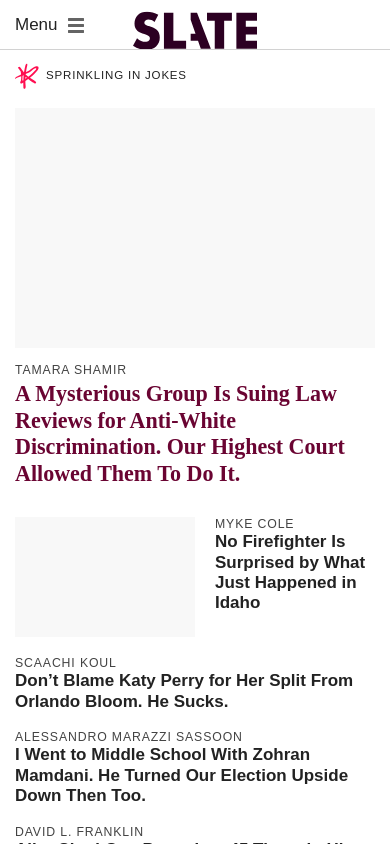 Menu
SLATE
SPRINKLING IN JOKES
TAMARA SHAMIR
A Mysterious Group Is Suing Law
Reviews for Anti-White
Discrimination. Our Highest Court
Allowed Them To Do It.
MYKE COLE
No Firefighter Is
Surprised by What
Just Happened in
Idaho
SCAACHI KOUL
Don’t Blame Katy Perry for Her Split From
Orlando Bloom. He Sucks.
ALESSANDRO MARAZZI SASSOON
I Went to Middle School With Zohran
Mamdani. He Turned Our Election Upside
Down Then Too.
DAVID L. FRANKLIN